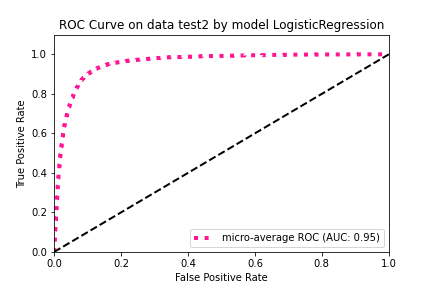 ROC Curve on data test2 by model LogisticRegression
True Positive Rate
1.0
0.8
0.6
0.4
0.2
0.0
0.0 0.2 0.4 0.6 0.8 1.0
False Positive Rate
micro-average ROC (AUC: 0.95)